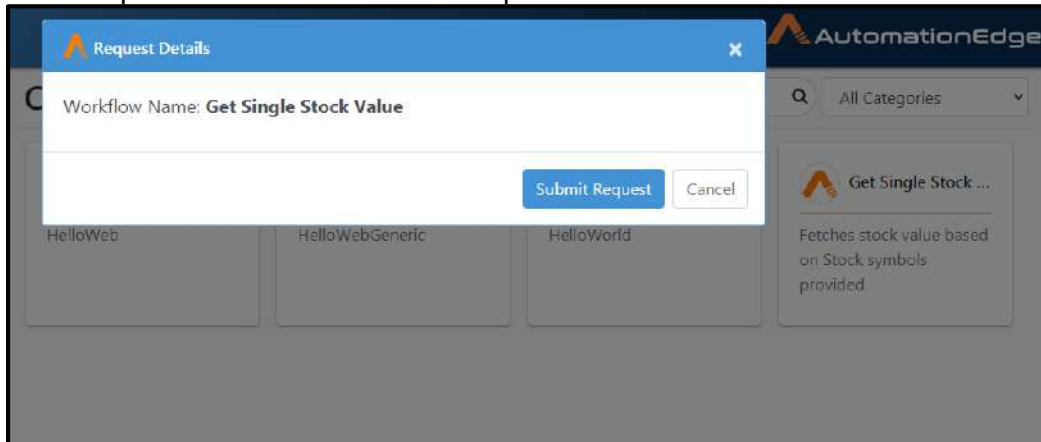 Request Details
×
AutomationEdge
Workflow Name: Get Single Stock Value
All Categories
Submit Request
Cancel
Get Single Stock ...
HelloWeb
HelloWebGeneric
HelloWorld
Fetches stock value based
on Stock symbols
provided